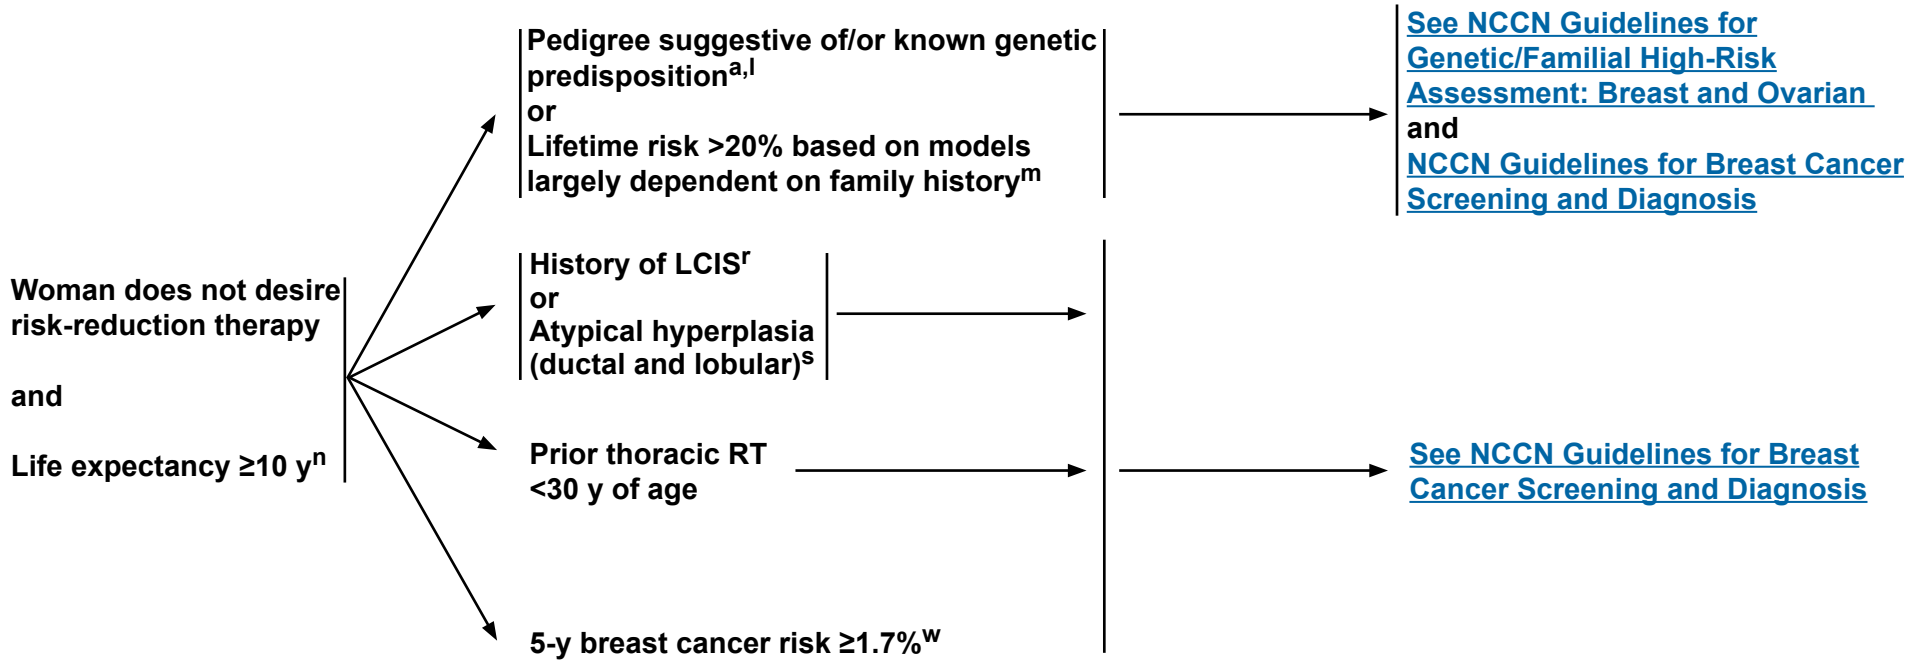 Woman does not desire
risk-reduction therapy
and
Life expectancy ≥10 yⁿ
Pedigree suggestive of/or known genetic
predispositionᵃ,ˡ
or
Lifetime risk >20% based on models
largely dependent on family historyᵐ
See NCCN Guidelines for
Genetic/Familial High-Risk
Assessment: Breast and Ovarian
and
NCCN Guidelines for Breast Cancer
Screening and Diagnosis
History of LCISʳ
or
Atypical hyperplasia
(ductal and lobular)ˢ
Prior thoracic RT
<30 y of age
5-y breast cancer risk ≥1.7%ʷ
See NCCN Guidelines for Breast
Cancer Screening and Diagnosis